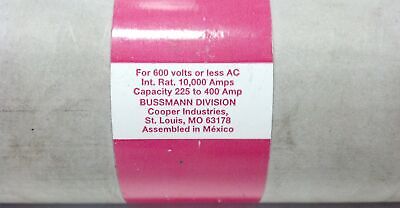 For 600 volts or less AC
Int. Rat. 10,000 Amps
Capacity 225 to 400 Amp
BUSSMANN DIVISION
Cooper Industries,
St. Louis, MO 63178
Assembled in México